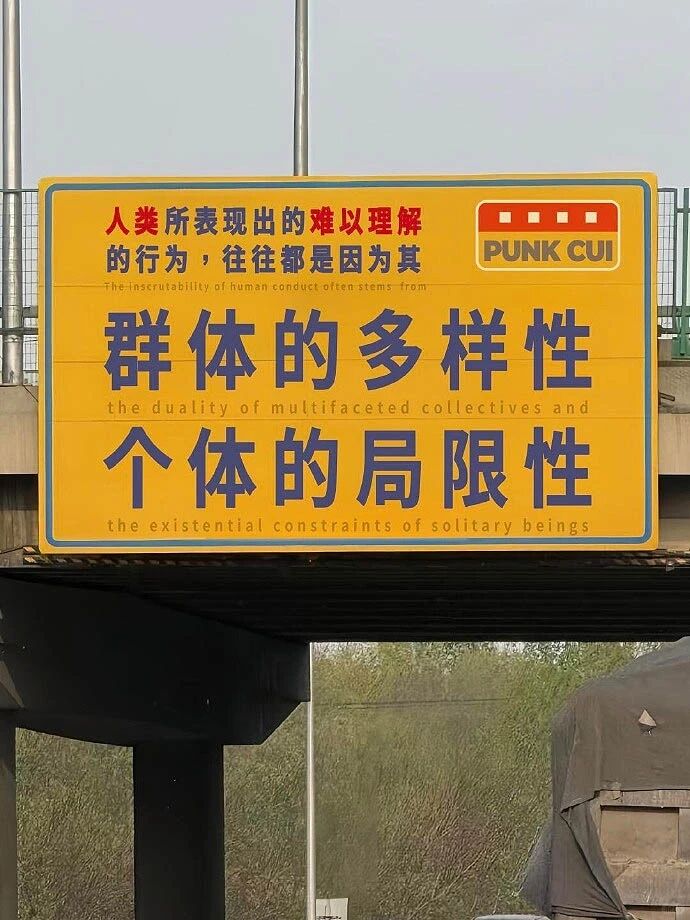 人类所表现出的难以理解
的行为，往往都是因为其
The inscrutability of human conduct often stems from
PUNK CUI
群体的多样性
the duality of multifaceted collectives and
个体的局限性
the existential constraints of solitary beings